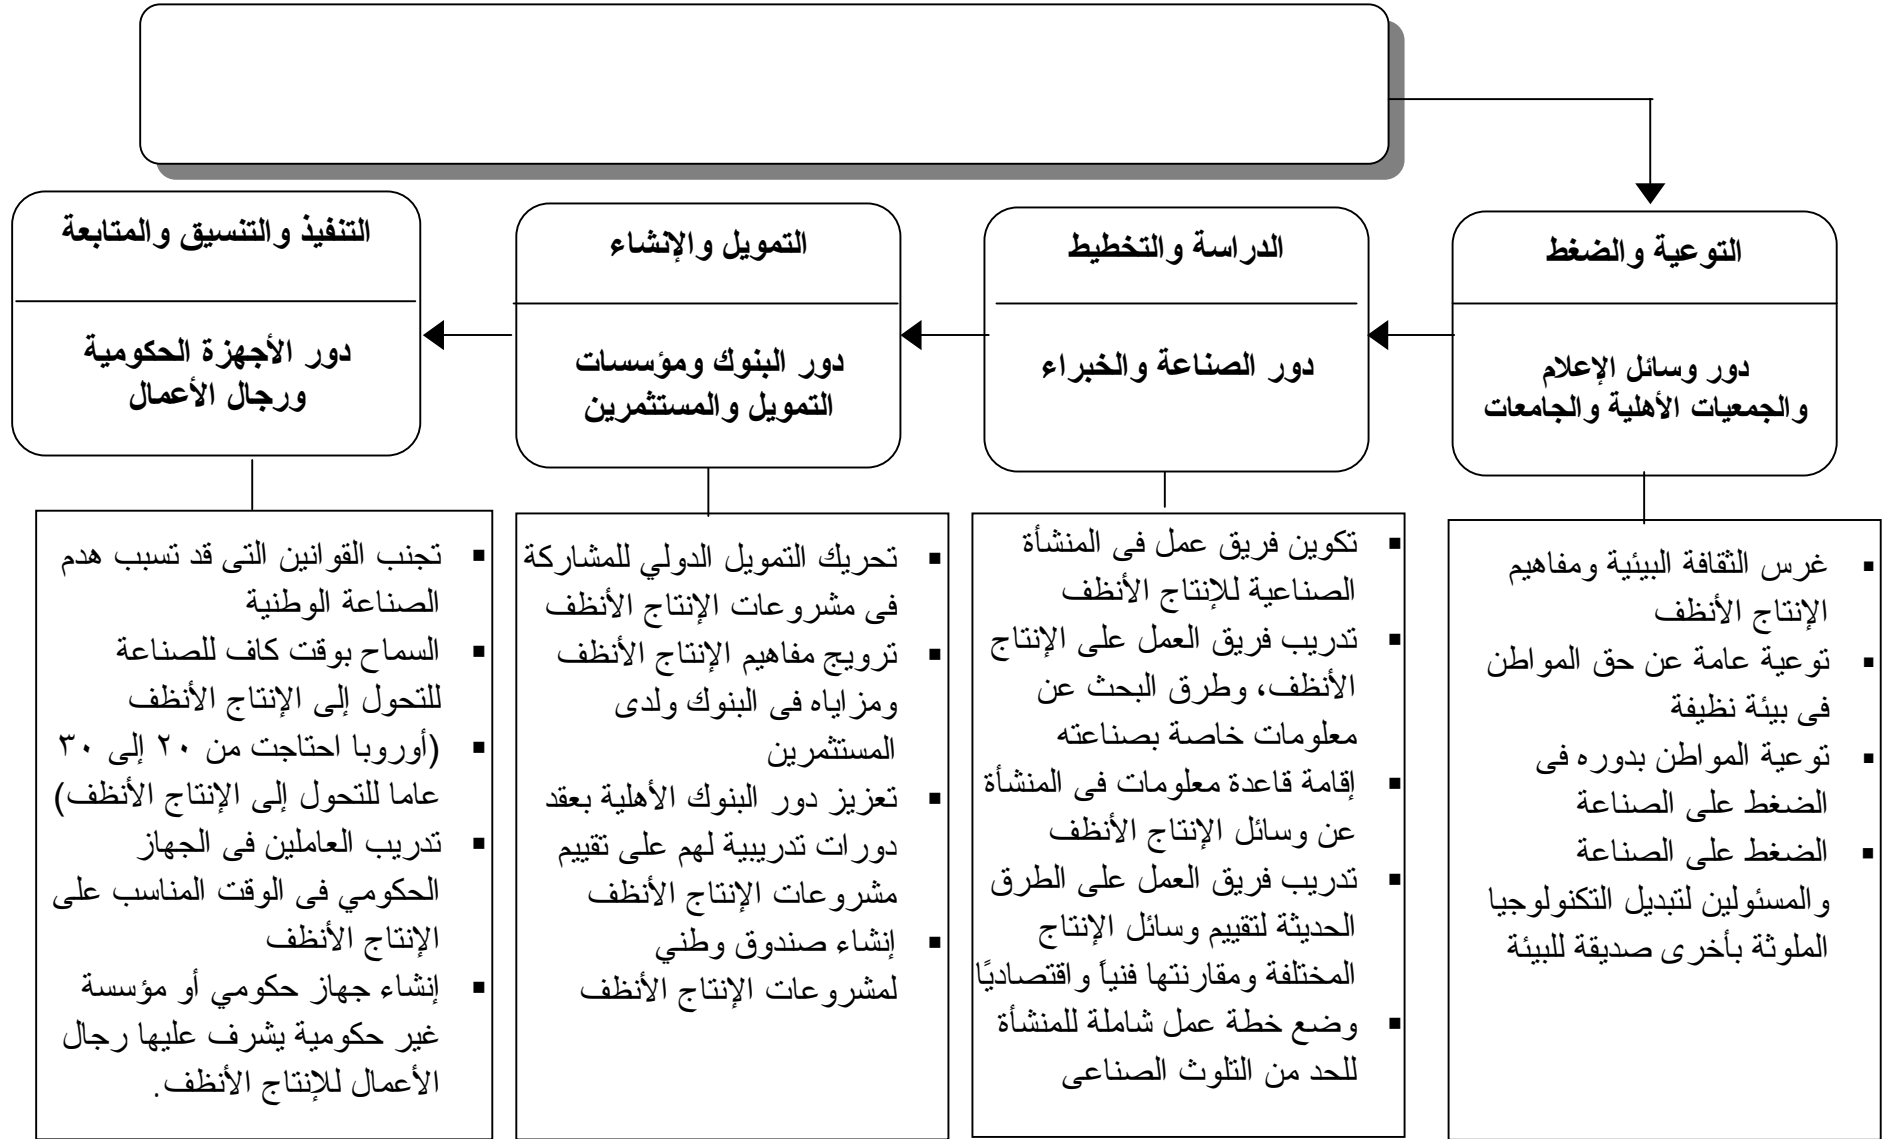 التوعية والضغط
دور وسائل الإعلام
والجمعيات الأهلية والجامعات
غرس الثقافة البيئية ومفاهيم
الإنتاج الأنظف
توعية عامة عن حق المواطن
فى بيئة نظيفة
توعية المواطن بدوره فى
الضغط على الصناعة
الضغط على الصناعة
والمسئولين لتبديل التكنولوجيا
الملوثة بأخرى صديقة للبيئة
الدراسة والتخطيط
دور الصناعة والخبراء
تكوين فريق عمل فى المنشأة
الصناعية للإنتاج الأنظف
تدريب فريق العمل على الإنتاج
الأنظف، وطرق البحث عن
معلومات خاصة بصناعته
إقامة قاعدة معلومات فى المنشأة
عن وسائل الإنتاج الأنظف
تدريب فريق العمل على الطرق
الحديثة لتقييم وسائل الإنتاج
المختلفة ومقارنتها فنياً واقتصاديًا
وضع خطة عمل شاملة للمنشأة
للحد من التلوث الصناعى
التمويل والإنشاء
دور البنوك ومؤسسات
التمويل والمستثمرين
تحريك التمويل الدولي للمشاركة
فى مشروعات الإنتاج الأنظف
ترويج مفاهيم الإنتاج الأنظف
ومزاياه فى البنوك ولدى
المستثمرين
تعزيز دور البنوك الأهلية بعقد
دورات تدريبية لهم على تقييم
مشروعات الإنتاج الأنظف
إنشاء صندوق وطني
لمشروعات الإنتاج الأنظف
التنفيذ والتنسيق والمتابعة
دور الأجهزة الحكومية
ورجال الأعمال
تجنب القوانين التى قد تسبب هدم
الصناعة الوطنية
السماح بوقت كاف للصناعة
للتحول إلى الإنتاج الأنظف
(أوروبا احتاجت من ٢٠ إلى ٣٠
عاما للتحول إلى الإنتاج الأنظف)
تدريب العاملين فى الجهاز
الحكومي فى الوقت المناسب على
الإنتاج الأنظف
إنشاء جهاز حكومي أو مؤسسة
غير حكومية يشرف عليها رجال
الأعمال للإنتاج الأنظف.